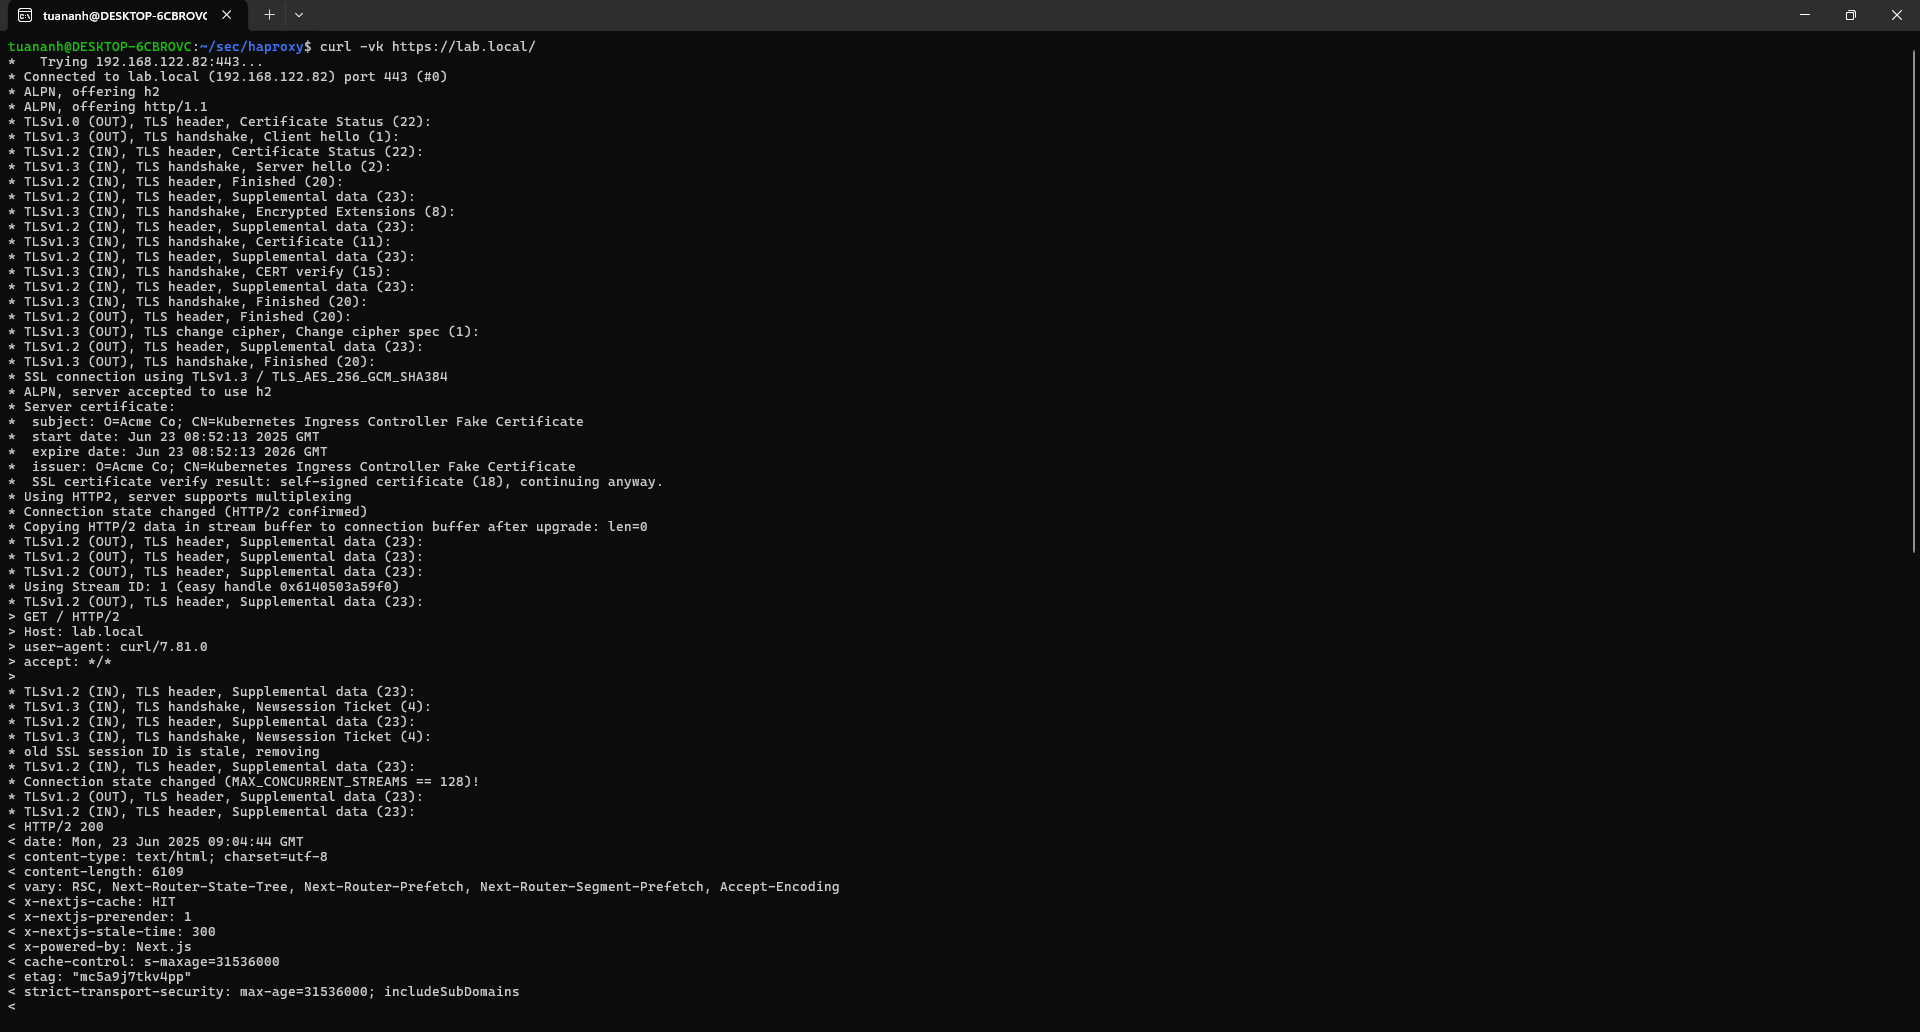 tuananh@DESKTOP-6CBROVC
tuananh@DESKTOP-6CBROVC:~/sec/haproxy$ curl -vk https://lab.local/
*   Trying 192.168.122.82:443...
* Connected to lab.local (192.168.122.82) port 443 (#0)
* ALPN, offering h2
* ALPN, offering http/1.1
* TLSv1.0 (OUT), TLS header, Certificate Status (22):
* TLSv1.3 (OUT), TLS handshake, Client hello (1):
* TLSv1.2 (IN), TLS header, Certificate Status (22):
* TLSv1.3 (IN), TLS handshake, Server hello (2):
* TLSv1.2 (IN), TLS header, Finished (20):
* TLSv1.2 (IN), TLS header, Supplemental data (23):
* TLSv1.3 (IN), TLS handshake, Encrypted Extensions (8):
* TLSv1.2 (IN), TLS header, Supplemental data (23):
* TLSv1.3 (IN), TLS handshake, Certificate (11):
* TLSv1.2 (IN), TLS header, Supplemental data (23):
* TLSv1.3 (IN), TLS handshake, CERT verify (15):
* TLSv1.2 (IN), TLS header, Supplemental data (23):
* TLSv1.3 (IN), TLS handshake, Finished (20):
* TLSv1.2 (OUT), TLS header, Finished (20):
* TLSv1.3 (OUT), TLS change cipher, Change cipher spec (1):
* TLSv1.2 (OUT), TLS header, Supplemental data (23):
* TLSv1.3 (OUT), TLS handshake, Finished (20):
* SSL connection using TLSv1.3 / TLS_AES_256_GCM_SHA384
* ALPN, server accepted to use h2
* Server certificate:
*  subject: O=Acme Co; CN=Kubernetes Ingress Controller Fake Certificate
*  start date: Jun 23 08:52:13 2025 GMT
*  expire date: Jun 23 08:52:13 2026 GMT
*  issuer: O=Acme Co; CN=Kubernetes Ingress Controller Fake Certificate
*  SSL certificate verify result: self-signed certificate (18), continuing anyway.
* Using HTTP2, server supports multiplexing
* Connection state changed (HTTP/2 confirmed)
* Copying HTTP/2 data in stream buffer to connection buffer after upgrade: len=0
* TLSv1.2 (OUT), TLS header, Supplemental data (23):
* TLSv1.2 (OUT), TLS header, Supplemental data (23):
* TLSv1.2 (OUT), TLS header, Supplemental data (23):
* Using Stream ID: 1 (easy handle 0x6140503a59f0)
* TLSv1.2 (OUT), TLS header, Supplemental data (23):
> GET / HTTP/2
> Host: lab.local
> user-agent: curl/7.81.0
> accept: */*
>
* TLSv1.2 (IN), TLS header, Supplemental data (23):
* TLSv1.3 (IN), TLS handshake, Newsession Ticket (4):
* TLSv1.2 (IN), TLS header, Supplemental data (23):
* TLSv1.3 (IN), TLS handshake, Newsession Ticket (4):
* old SSL session ID is stale, removing
* TLSv1.2 (IN), TLS header, Supplemental data (23):
* Connection state changed (MAX_CONCURRENT_STREAMS == 128)!
* TLSv1.2 (OUT), TLS header, Supplemental data (23):
* TLSv1.2 (IN), TLS header, Supplemental data (23):
< HTTP/2 200
< date: Mon, 23 Jun 2025 09:04:44 GMT
< content-type: text/html; charset=utf-8
< content-length: 6109
< vary: RSC, Next-Router-State-Tree, Next-Router-Prefetch, Next-Router-Segment-Prefetch, Accept-Encoding
< x-nextjs-cache: HIT
< x-nextjs-prerender: 1
< x-nextjs-stale-time: 300
< x-powered-by: Next.js
< cache-control: s-maxage=31536000
< etag: "mc5a9j7tkv4pp"
< strict-transport-security: max-age=31536000; includeSubDomains
<